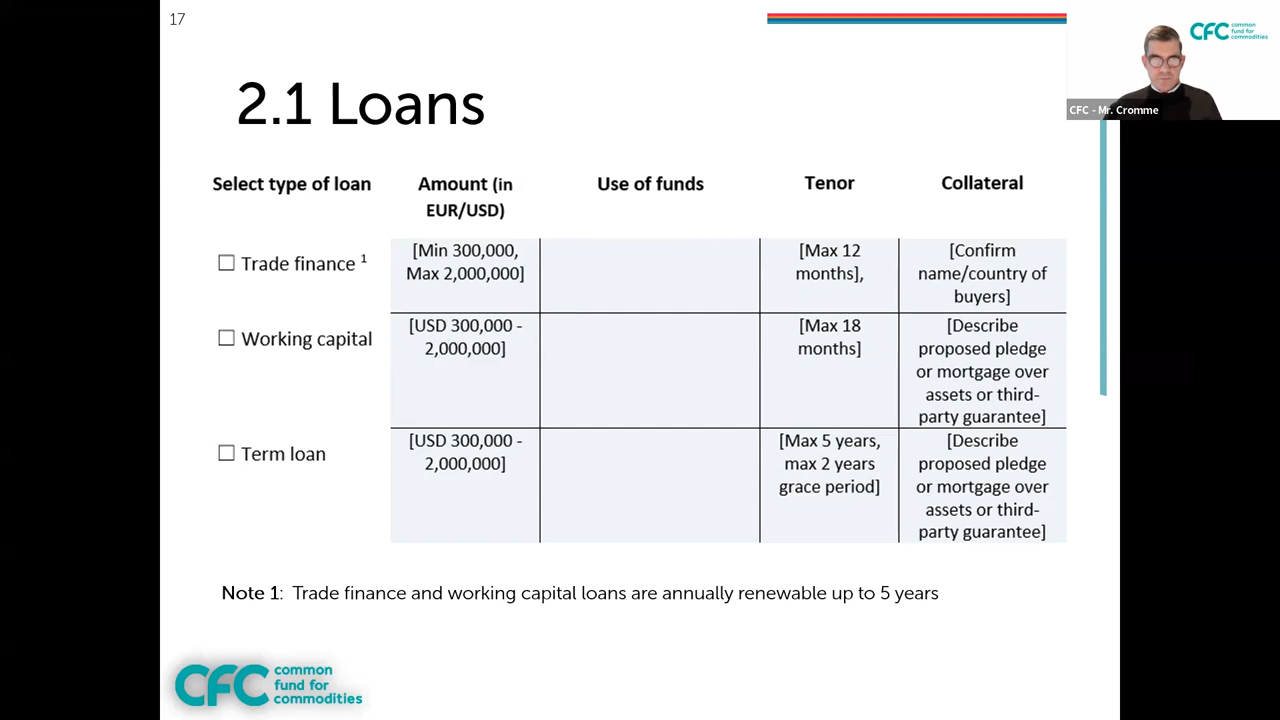 17
CFC common
fund for
commodities
CFC - Mr. Cromme
2.1 Loans
Select type of loan
Amount (in
EUR/USD)
Use of funds
Tenor
Collateral
☐ Trade finance 1
[Min 300,000,
Max 2,000,000]
[Max 12
months],
[Confirm
name/country of
buyers]
☐ Working capital
[USD 300,000 -
2,000,000]
[Max 18
months]
[Describe
proposed pledge
or mortgage over
assets or third-
party guarantee]
☐ Term loan
[USD 300,000 -
2,000,000]
[Max 5 years,
max 2 years
grace period]
[Describe
proposed pledge
or mortgage over
assets or third-
party guarantee]
Note 1: Trade finance and working capital loans are annually renewable up to 5 years
CFC common
fund for
commodities